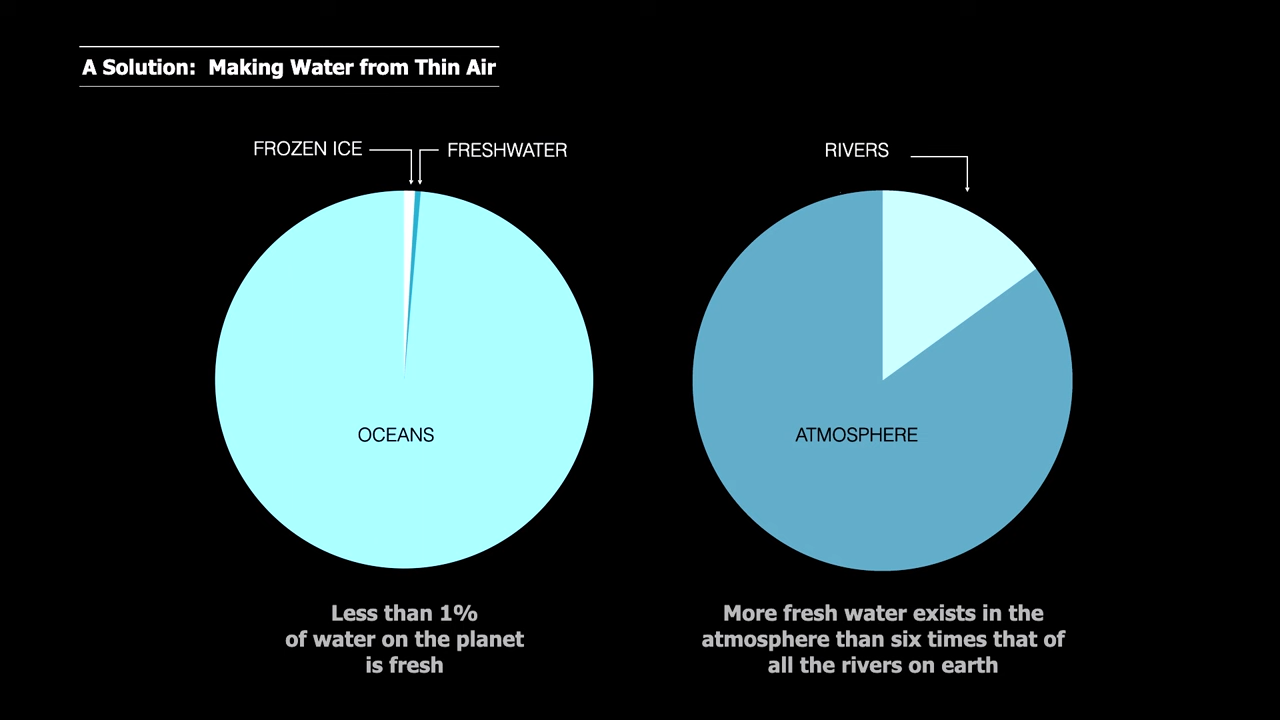 A Solution:  Making Water from Thin Air
FROZEN ICE
FRESHWATER
OCEANS
Less than 1%
of water on the planet
is fresh
RIVERS
ATMOSPHERE
More fresh water exists in the
atmosphere than six times that of
all the rivers on earth